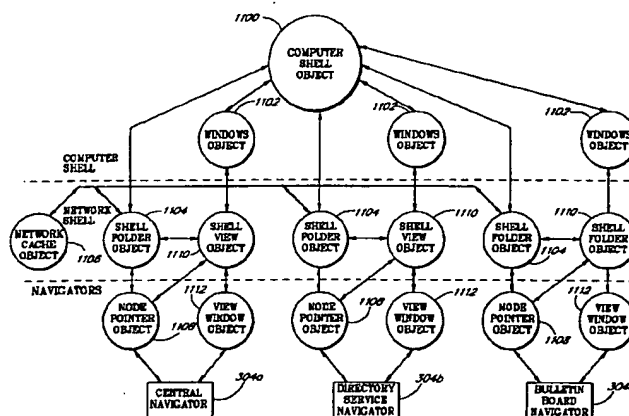 1100
COMPUTER
SHELL
OBJECT
1102
1102
1102
WINDOWS
OBJECT
WINDOWS
OBJECT
WINDOWS
OBJECT
COMPUTER
SHELL
NETWORK
SHELL
NETWORK
CACHE
OBJECT
1106
1104
SHELL
FOLDER
OBJECT
1110
SHELL
VIEW
OBJECT
1104
SHELL
FOLDER
OBJECT
1110
SHELL
VIEW
OBJECT
1104
SHELL
FOLDER
OBJECT
1110
SHELL
FOLDER
OBJECT
NAVIGATORS
1108
NODE
POINTER
OBJECT
1112
VIEW
WINDOW
OBJECT
1108
NODE
POINTER
OBJECT
1112
VIEW
WINDOW
OBJECT
1108
NODE
POINTER
OBJECT
1112
VIEW
WINDOW
OBJECT
CENTRAL
NAVIGATOR
304a
DIRECTORY
SERVICE
NAVIGATOR
304b
BULLETIN
BOARD
NAVIGATOR
304